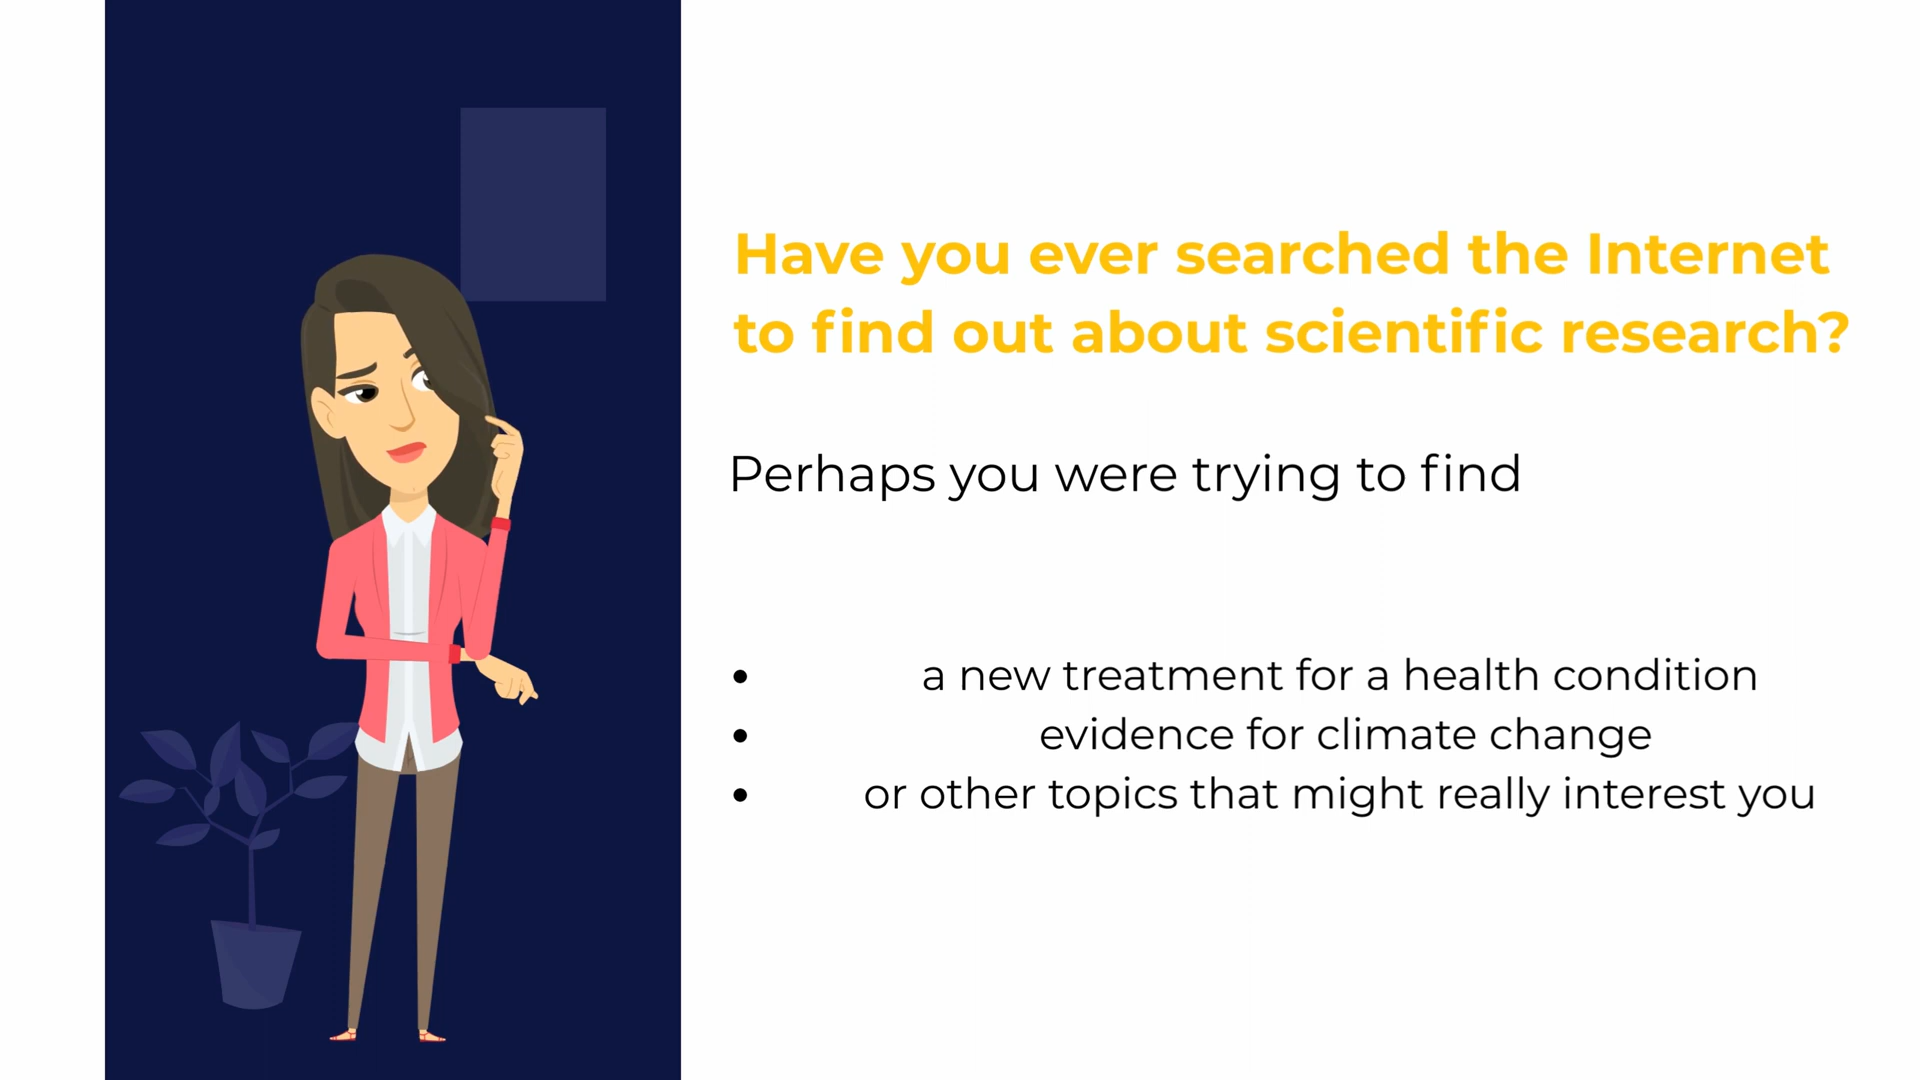 Have you ever searched the Internet
to find out about scientific research?
Perhaps you were trying to find
• a new treatment for a health condition
• evidence for climate change
• or other topics that might really interest you